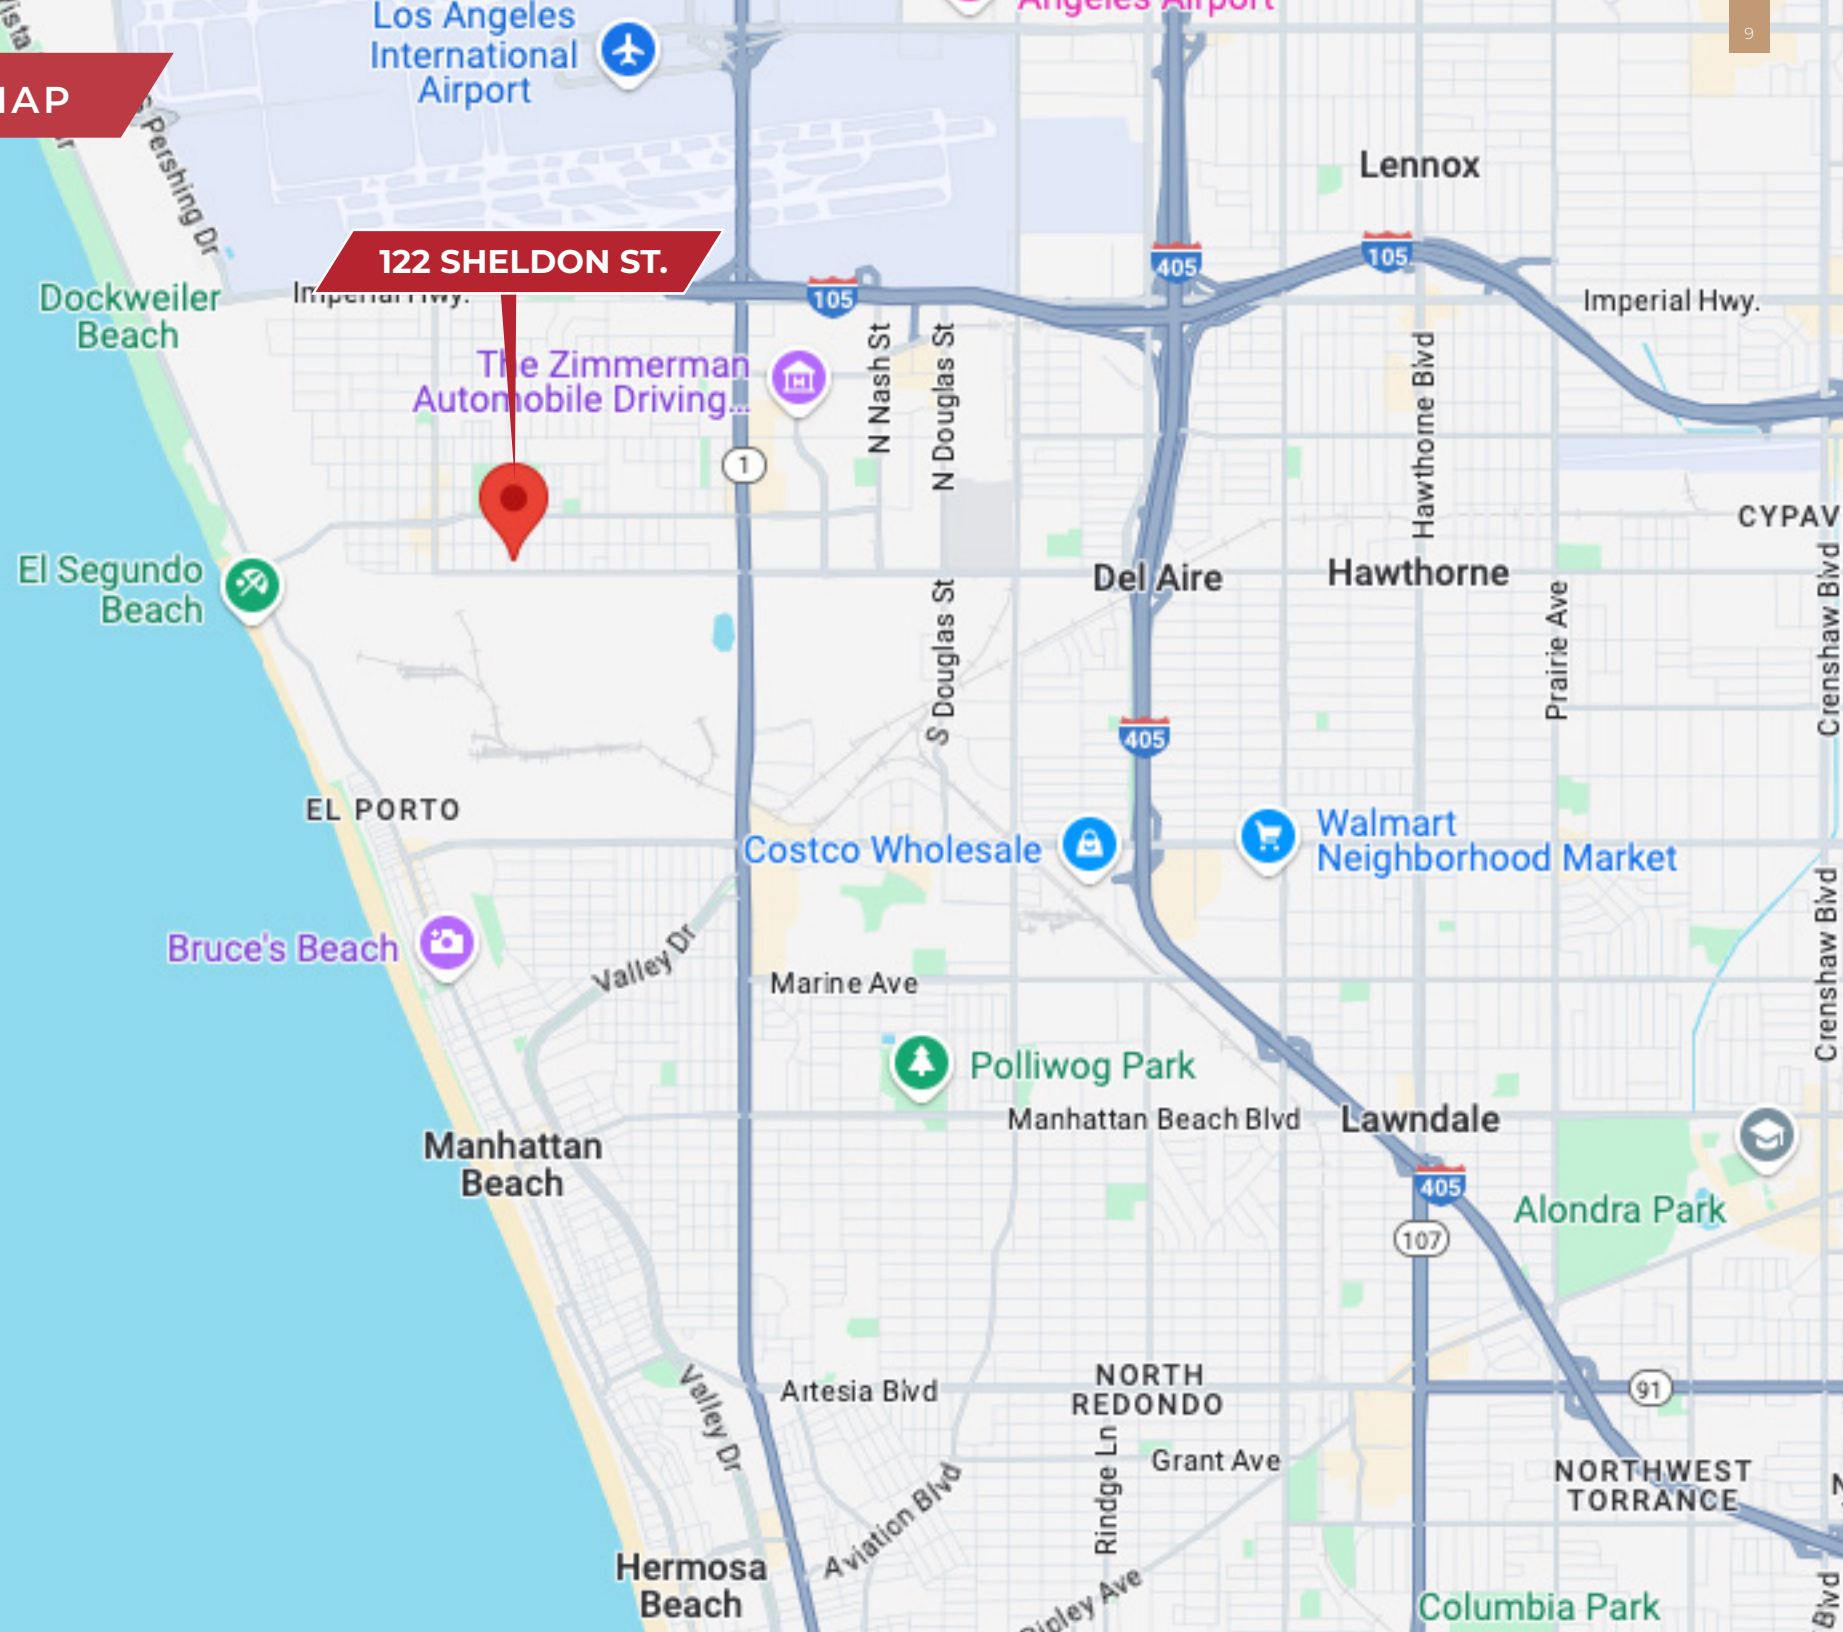 Angeles Airport
9
Los Angeles
International
Airport
MAP
Pershing Dr
Lennox
122 SHELDON ST.
405
105
105
Dockweiler
Beach
Imperial Hwy.
Imperial Hwy.
The Zimmerman
Automobile Driving...
N Nash St
N Douglas St
Hawthorne Blvd
1
CYPAV
El Segundo
Beach
Del Aire
Hawthorne
S Douglas St
Prairie Ave
Crenshaw Blvd
405
EL PORTO
Costco Wholesale
Walmart
Neighborhood Market
Crenshaw Blvd
Bruce's Beach
Valley Dr
Marine Ave
Polliwog Park
Manhattan Beach Blvd
Lawndale
Manhattan
Beach
405
Alondra Park
107
Valley Dr
Artesia Blvd
NORTH
REDONDO
91
Rindge Ln
Grant Ave
Aviation Blvd
NORTHWEST
TORRANCE
Hermosa
Beach
Ripley Ave
Columbia Park
Blvd